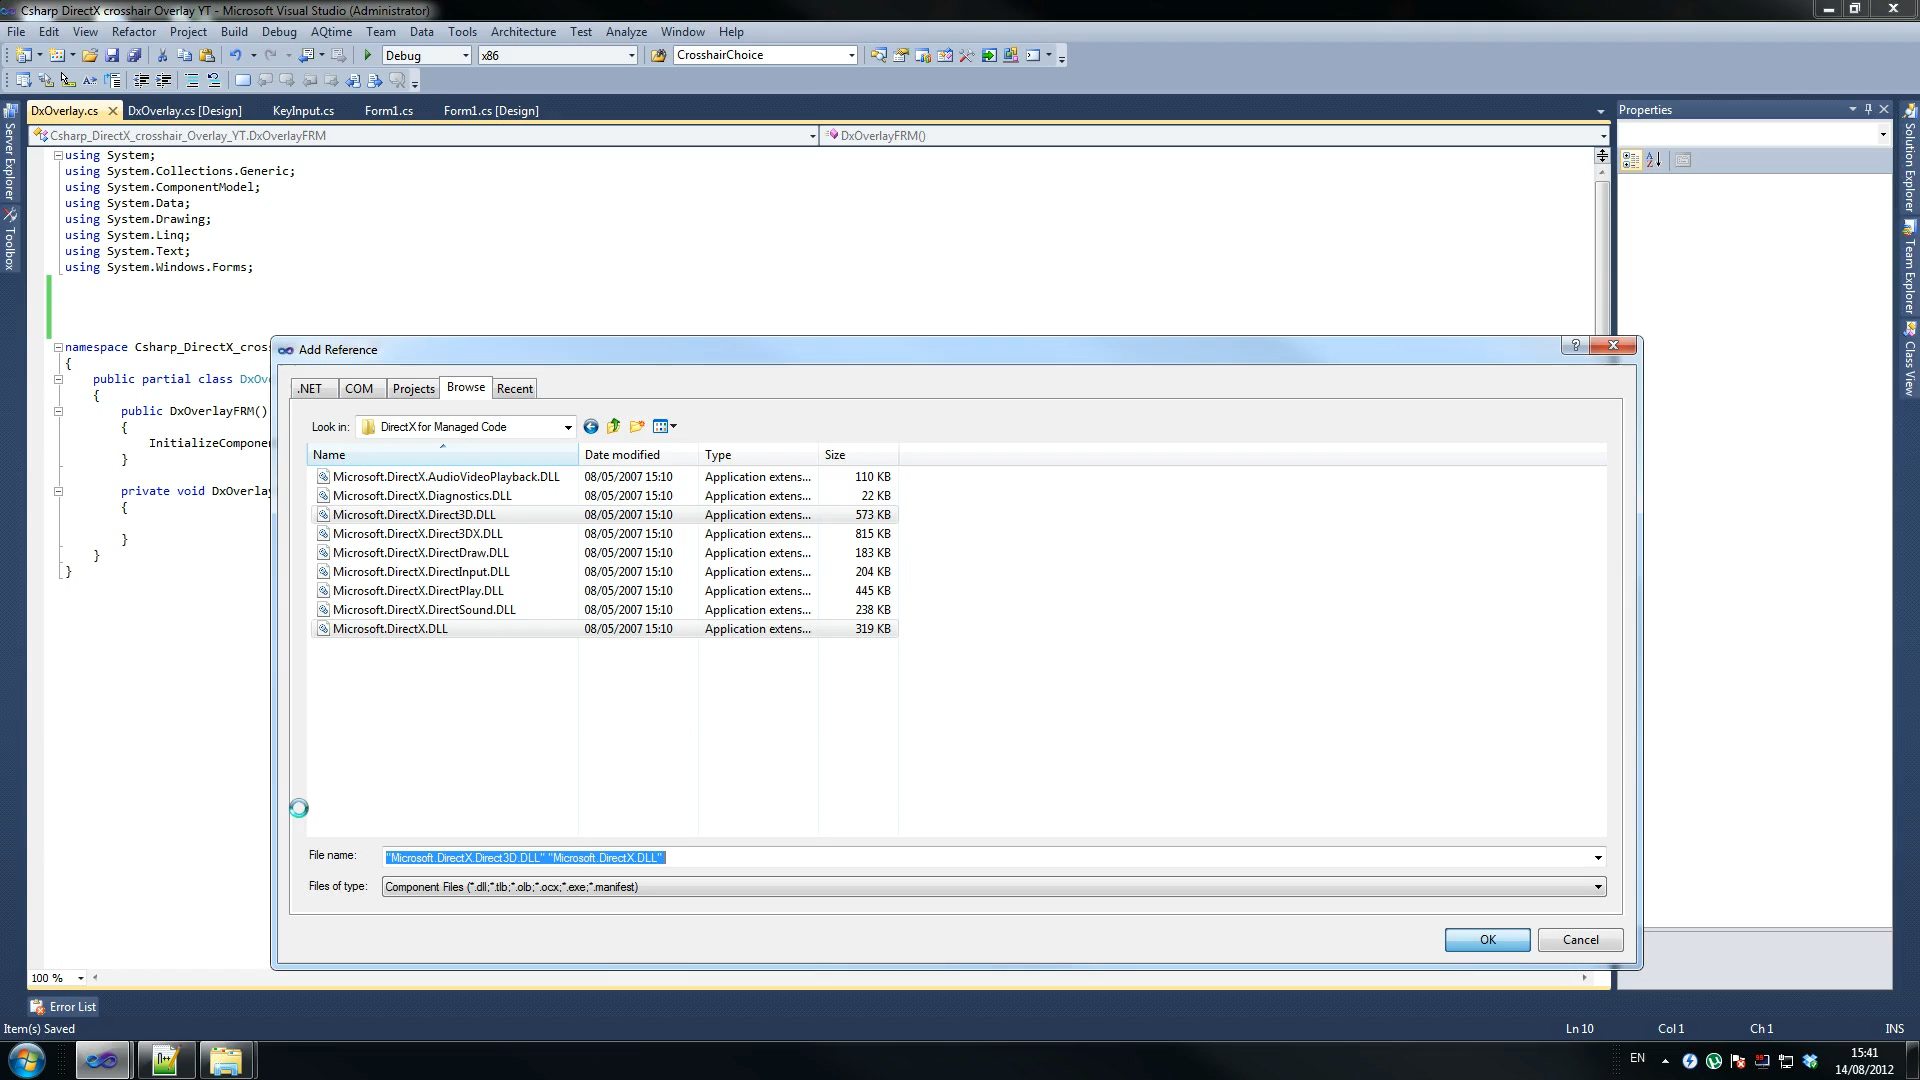 Csharp DirectX crosshair Overlay YT - Microsoft Visual Studio (Administrator)
File Edit View Refactor Project Build Debug AQtime Team Data Tools Architecture Test Analyze Window Help
Debug x86 CrosshairChoice
DxOverlay.cs DxOverlay.cs [Design] KeyInput.cs Form1.cs Form1.cs [Design]
Csharp_DirectX_crosshair_Overlay_YT.DxOverlayFRM DxOverlayFRM()
Properties
Server Explorer
Toolbox
Solution Explorer
Team Explorer
Class View
using System;
using System.Collections.Generic;
using System.ComponentModel;
using System.Data;
using System.Drawing;
using System.Linq;
using System.Text;
using System.Windows.Forms;
namespace Csharp_DirectX_cross
{
public partial class DxOve
{
public DxOverlayFRM()
{
InitializeComponen
}
private void DxOverlay
{
}
}
}
Add Reference
.NET COM Projects Browse Recent
Look in: DirectX for Managed Code
Name Date modified Type Size
Microsoft.DirectX.AudioVideoPlayback.DLL 08/05/2007 15:10 Application extens... 110 KB
Microsoft.DirectX.Diagnostics.DLL 08/05/2007 15:10 Application extens... 22 KB
Microsoft.DirectX.Direct3D.DLL 08/05/2007 15:10 Application extens... 573 KB
Microsoft.DirectX.Direct3DX.DLL 08/05/2007 15:10 Application extens... 815 KB
Microsoft.DirectX.DirectDraw.DLL 08/05/2007 15:10 Application extens... 183 KB
Microsoft.DirectX.DirectInput.DLL 08/05/2007 15:10 Application extens... 204 KB
Microsoft.DirectX.DirectPlay.DLL 08/05/2007 15:10 Application extens... 445 KB
Microsoft.DirectX.DirectSound.DLL 08/05/2007 15:10 Application extens... 238 KB
Microsoft.DirectX.DLL 08/05/2007 15:10 Application extens... 319 KB
File name: "Microsoft.DirectX.Direct3D.DLL" "Microsoft.DirectX.DLL"
Files of type: Component Files (*.dll;*.tlb;*.olb;*.ocx;*.exe;*.manifest)
OK Cancel
100 %
Error List
Item(s) Saved Ln 10 Col 1 Ch 1 INS
EN 15:41
14/08/2012